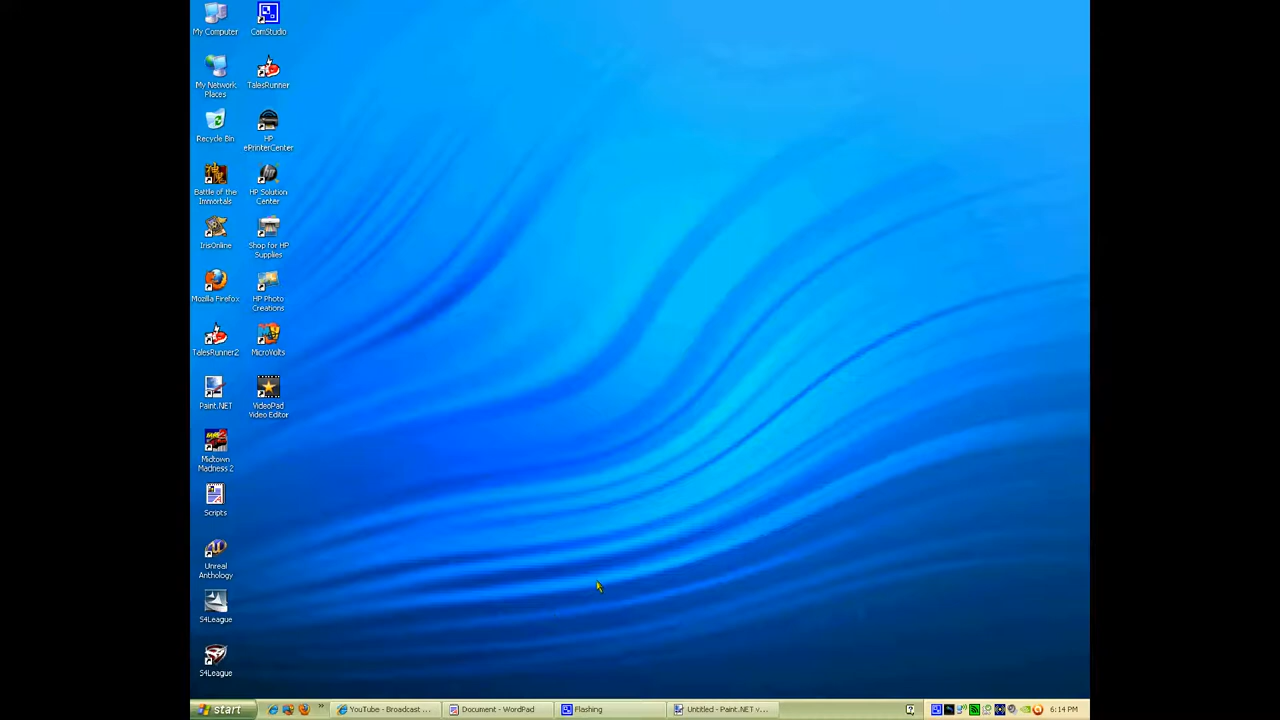 My Computer
CamStudio
My Network
Places
TalesRunner
Recycle Bin
HP
ePrinterCenter
Battle of the
Immortals
HP Solution
Center
IrisOnline
Shop for HP
Supplies
Mozilla Firefox
HP Photo
Creations
TalesRunner2
MicroVolts
Paint.NET
VideoPad
Video Editor
Midtown
Madness 2
Scripts
Unreal
Anthology
S4League
S4League
start
»
YouTube - Broadcast ...
Document - WordPad
Flashing
Untitled - Paint.NET v...
6:14 PM